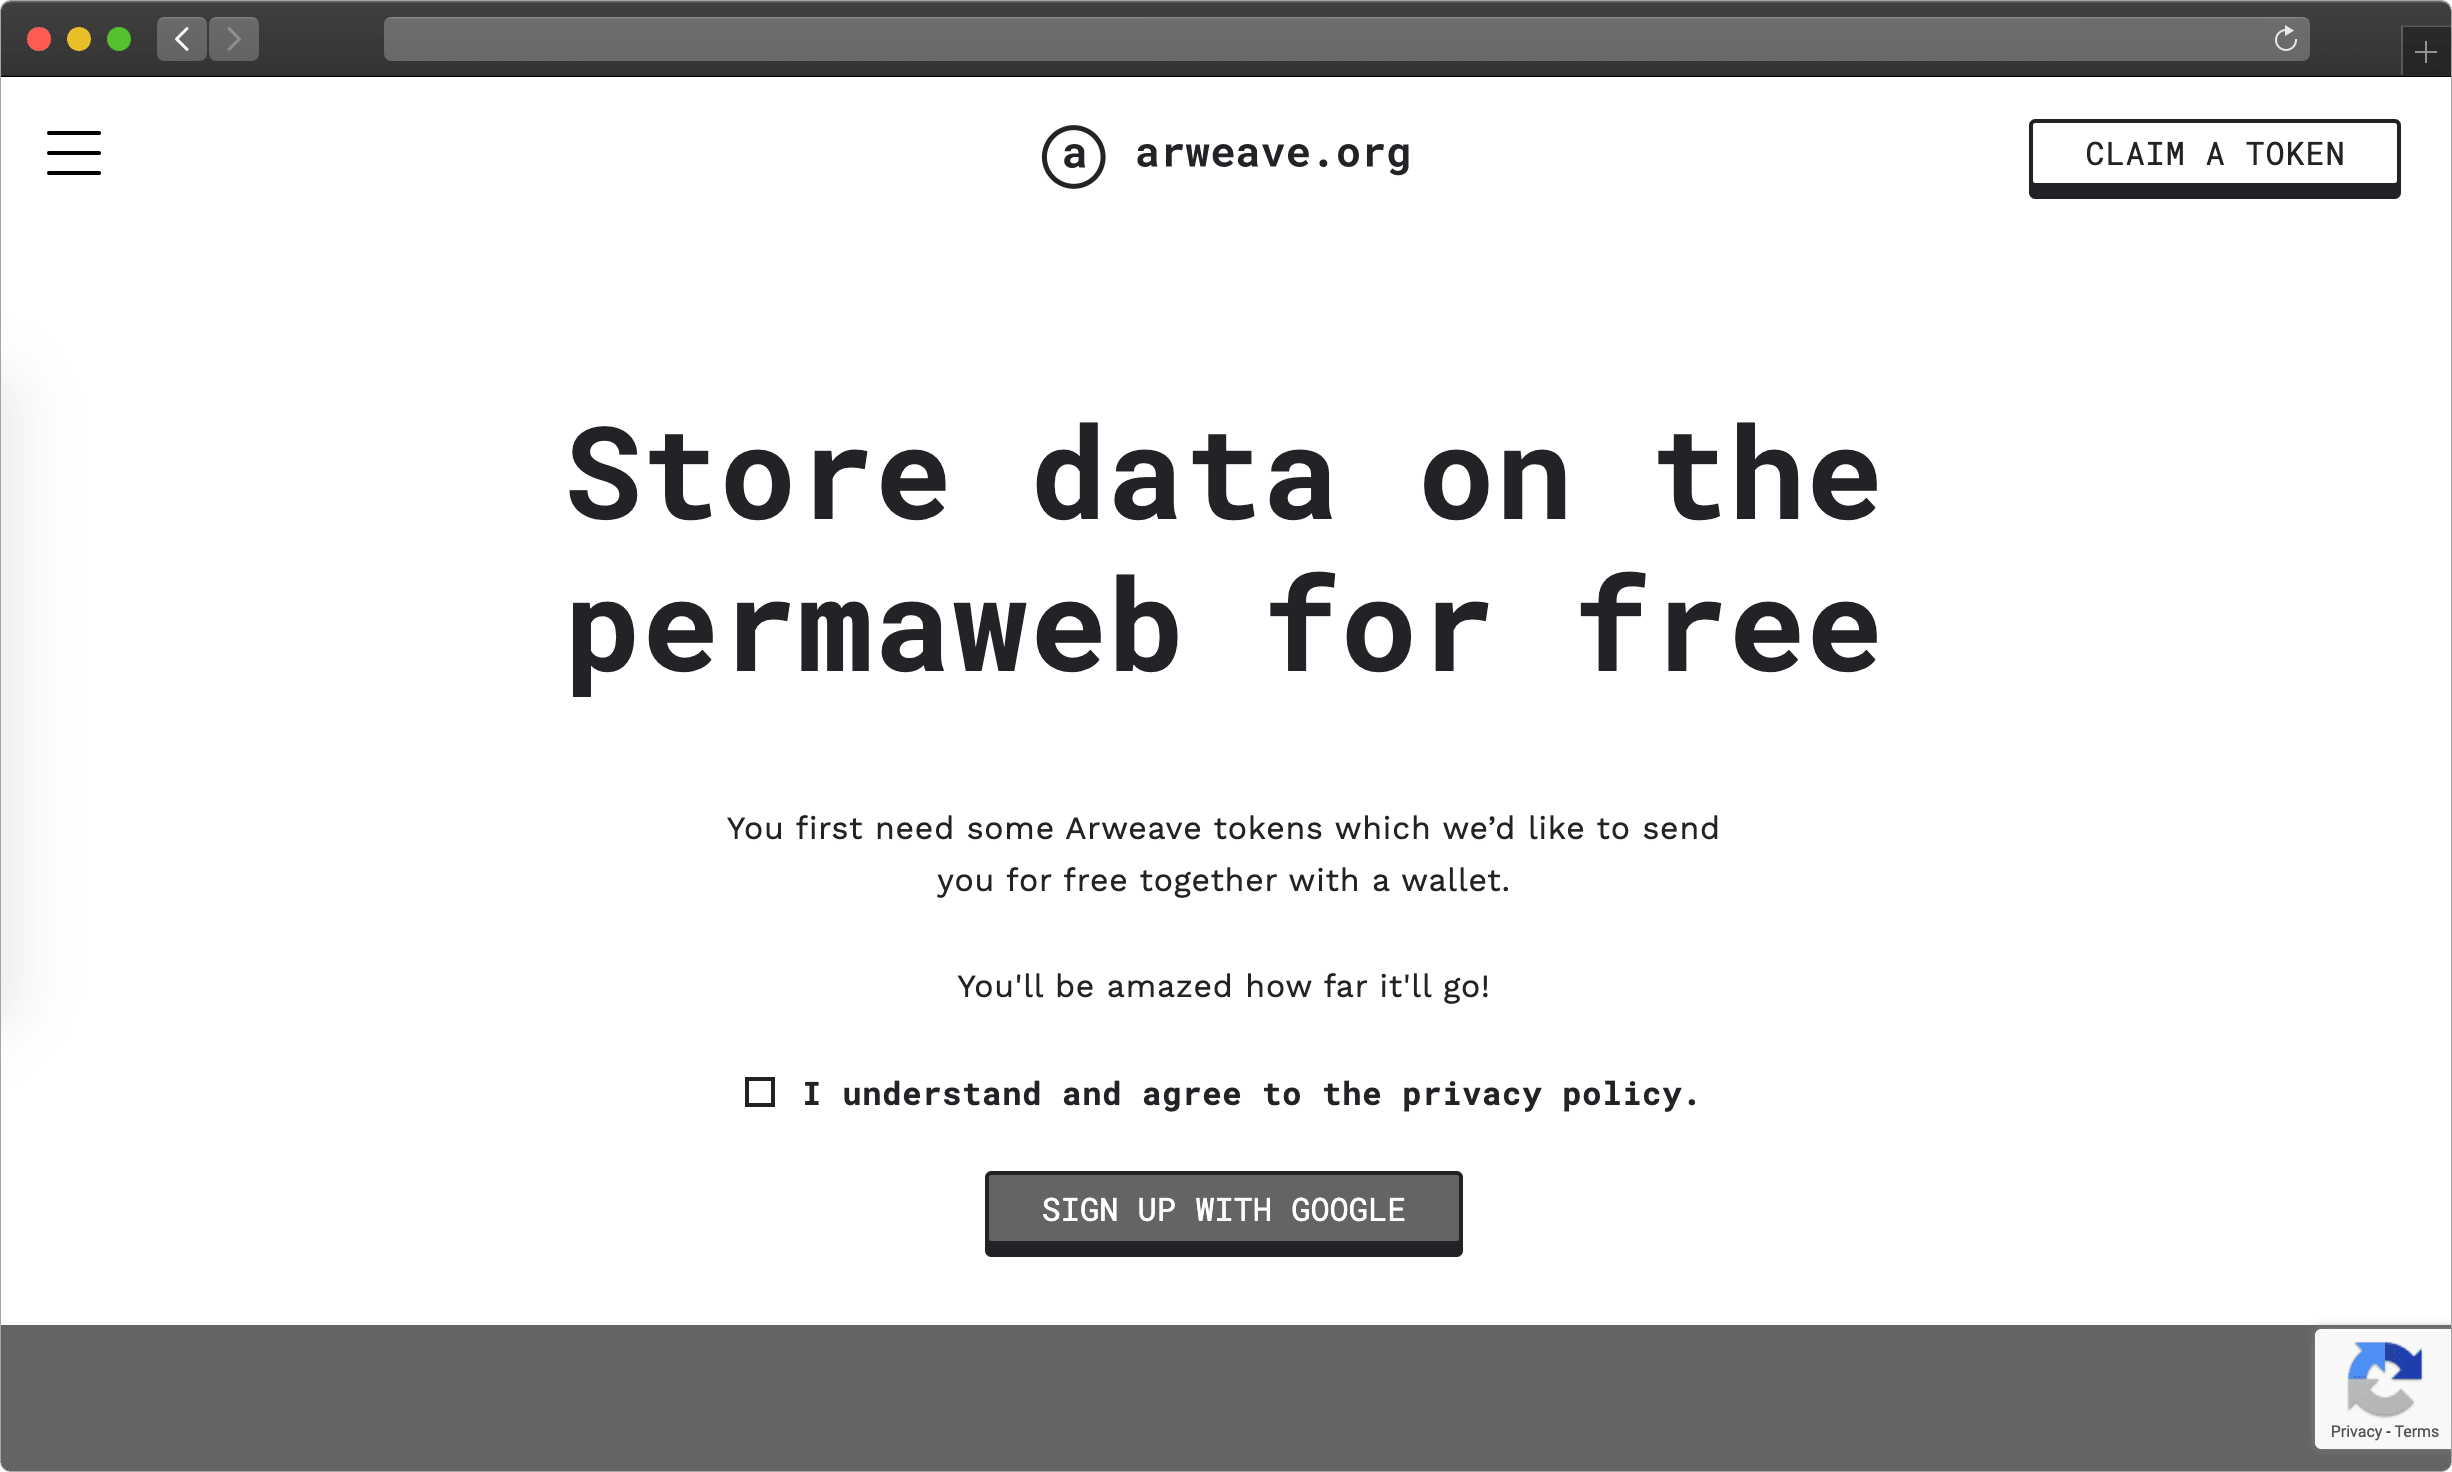 a arweave.org
CLAIM A TOKEN
Store data on the
permaweb for free
You first need some Arweave tokens which we’d like to send
you for free together with a wallet.
You'll be amazed how far it'll go!
I understand and agree to the privacy policy.
SIGN UP WITH GOOGLE
Privacy - Terms